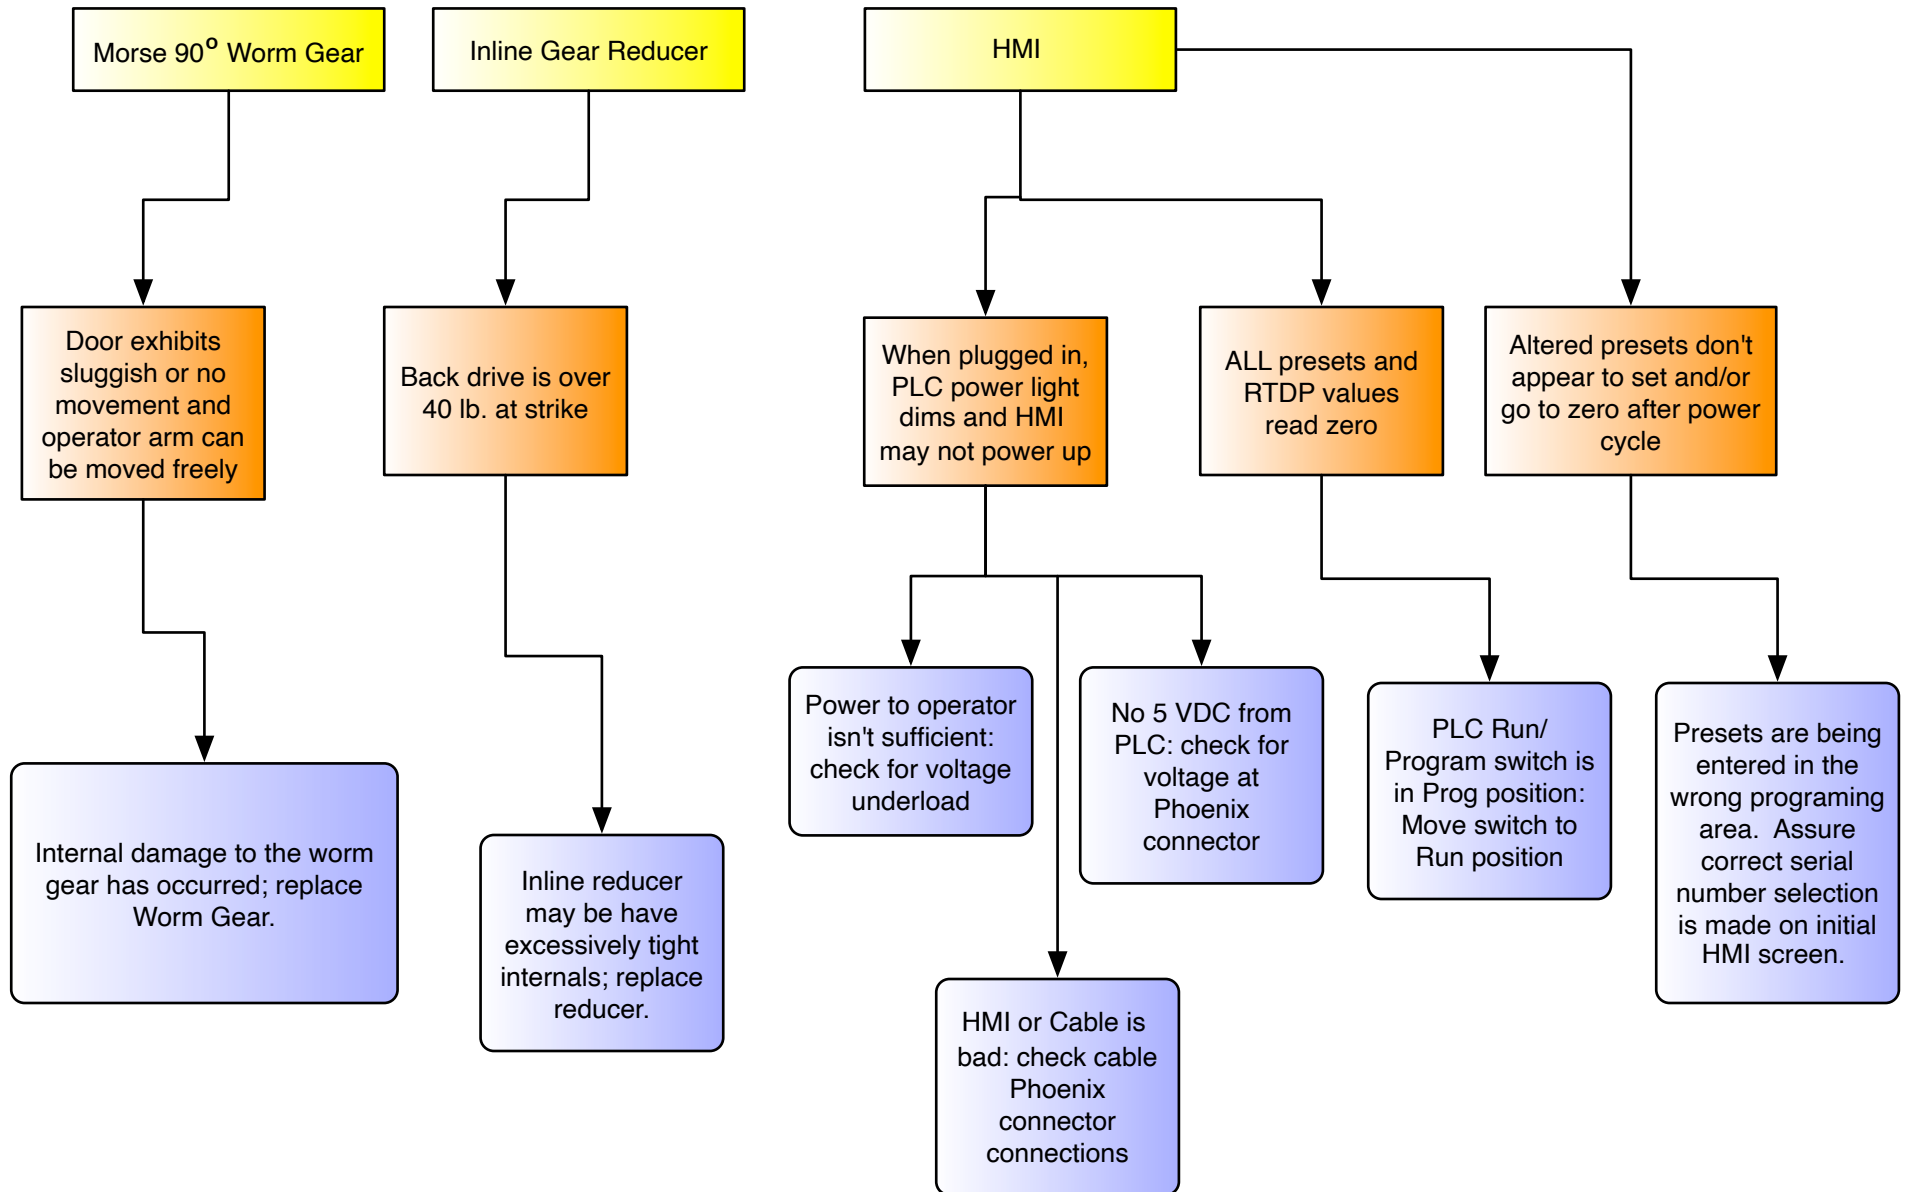 Morse 90° Worm Gear
Inline Gear Reducer
HMI
Door exhibits
sluggish or no
movement and
operator arm can
be moved freely
Back drive is over
40 lb. at strike
When plugged in,
PLC power light
dims and HMI
may not power up
ALL presets and
RTDP values
read zero
Altered presets don't
appear to set and/or
go to zero after power
cycle
Internal damage to the worm
gear has occurred; replace
Worm Gear.
Inline reducer
may be have
excessively tight
internals; replace
reducer.
Power to operator
isn't sufficient:
check for voltage
underload
HMI or Cable is
bad: check cable
Phoenix
connector
connections
No 5 VDC from
PLC: check for
voltage at
Phoenix
connector
PLC Run/
Program switch is
in Prog position:
Move switch to
Run position
Presets are being
entered in the
wrong programing
area.  Assure
correct serial
number selection
is made on initial
HMI screen.